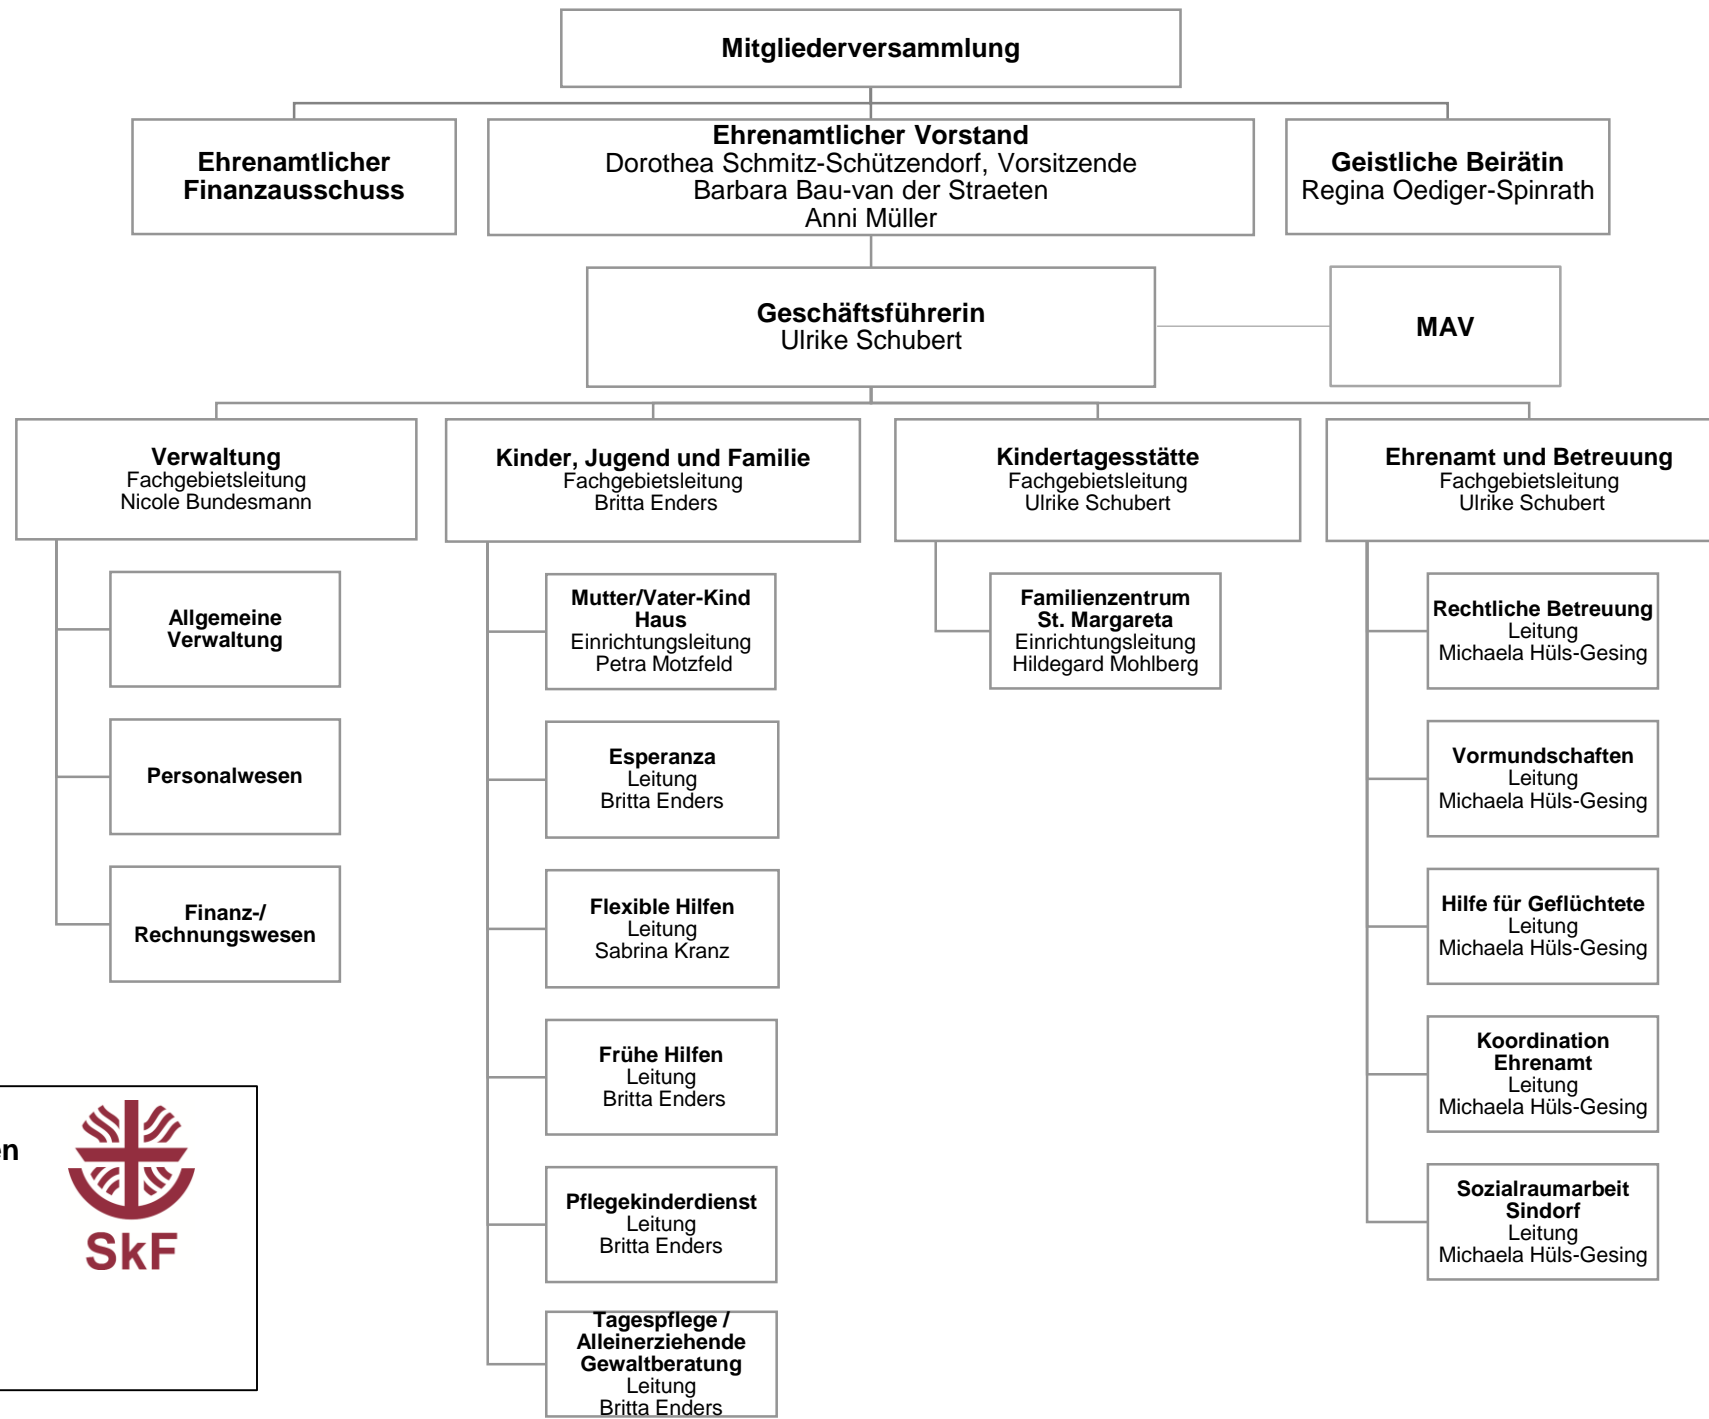 Mitgliederversammlung
Ehrenamtlicher
Finanzausschuss
Ehrenamtlicher Vorstand
Dorothea Schmitz-Schützendorf, Vorsitzende
Barbara Bau-van der Straeten
Anni Müller
Geistliche Beirätin
Regina Oediger-Spinrath
Geschäftsführerin
Ulrike Schubert
MAV
Verwaltung
Fachgebietsleitung
Nicole Bundesmann
Kinder, Jugend und Familie
Fachgebietsleitung
Britta Enders
Kindertagesstätte
Fachgebietsleitung
Ulrike Schubert
Ehrenamt und Betreuung
Fachgebietsleitung
Ulrike Schubert
Allgemeine
Verwaltung
Personalwesen
Finanz-/
Rechnungswesen
Mutter/Vater-Kind
Haus
Einrichtungsleitung
Petra Motzfeld
Esperanza
Leitung
Britta Enders
Flexible Hilfen
Leitung
Sabrina Kranz
Frühe Hilfen
Leitung
Britta Enders
Pflegekinderdienst
Leitung
Britta Enders
Tagespflege /
Alleinerziehende
Gewaltberatung
Leitung
Britta Enders
Familienzentrum
St. Margareta
Einrichtungsleitung
Hildegard Mohlberg
Rechtliche Betreuung
Leitung
Michaela Hüls-Gesing
Vormundschaften
Leitung
Michaela Hüls-Gesing
Hilfe für Geflüchtete
Leitung
Michaela Hüls-Gesing
Koordination
Ehrenamt
Leitung
Michaela Hüls-Gesing
Sozialraumarbeit
Sindorf
Leitung
Michaela Hüls-Gesing
SkF